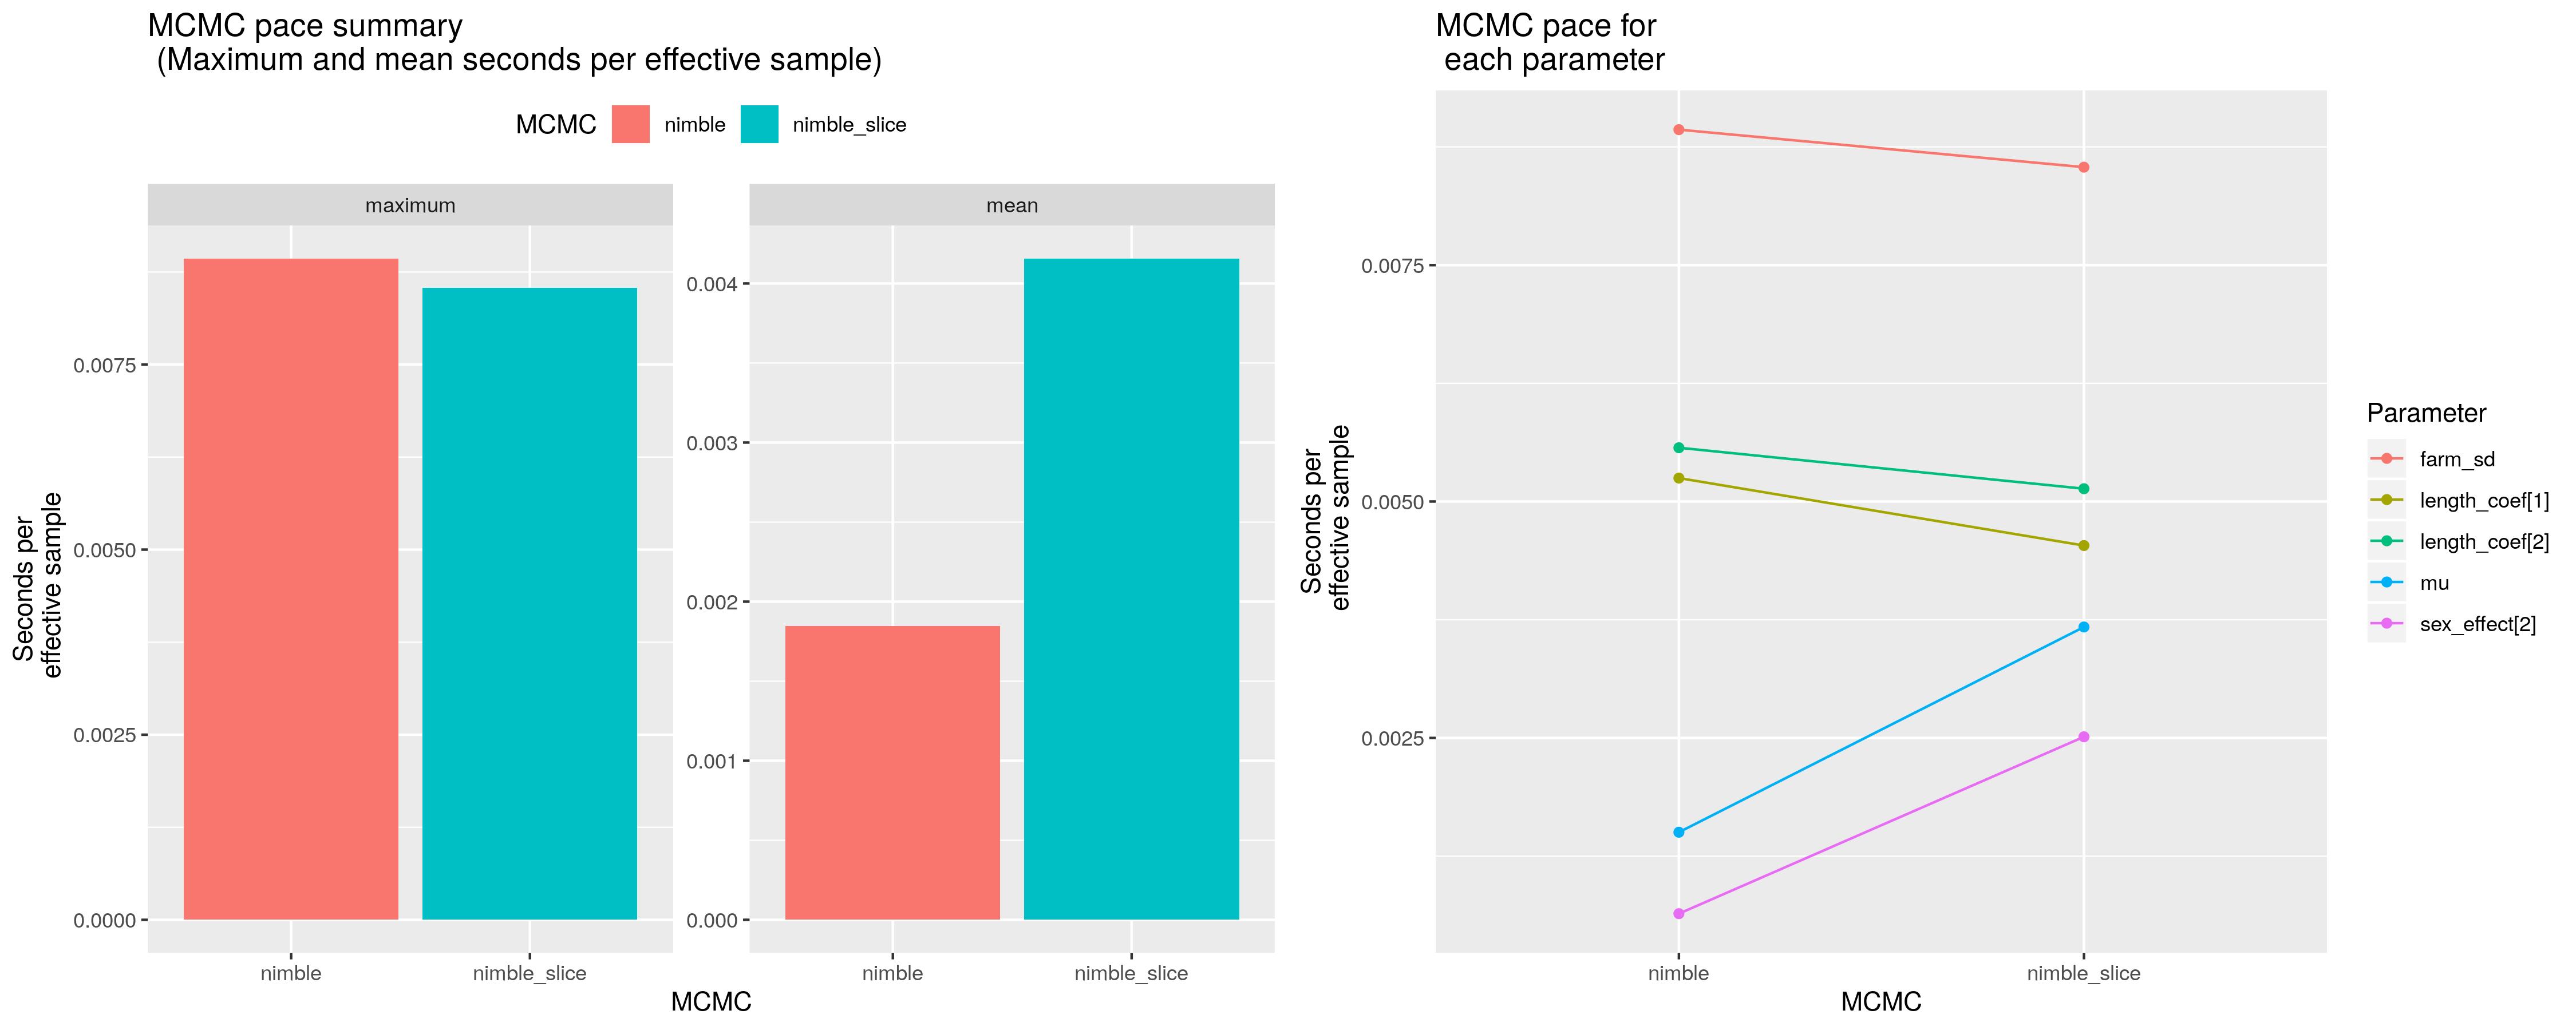 MCMC pace summary
(Maximum and mean seconds per effective sample)
MCMC nimble nimble_slice
maximum
mean
Seconds per
effective sample
0.0075
0.0050
0.0025
0.0000
0.004
0.003
0.002
0.001
0.000
nimble nimble_slice
nimble nimble_slice
MCMC
MCMC pace for
each parameter
Seconds per
effective sample
0.0075
0.0050
0.0025
nimble nimble_slice
MCMC
Parameter
farm_sd
length_coef[1]
length_coef[2]
mu
sex_effect[2]